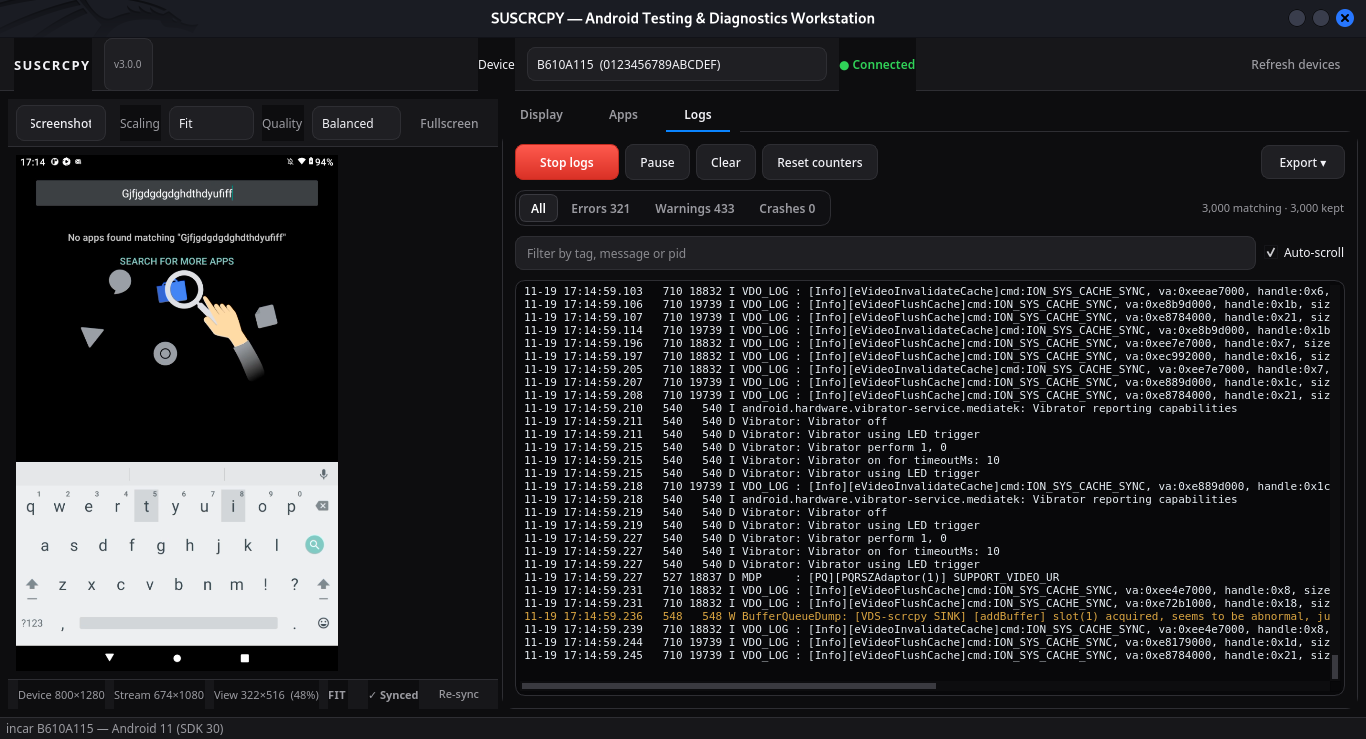 SUSCRCPY — Android Testing & Diagnostics Workstation
SUSCRCPY v3.0.0 Device B610A115 (0123456789ABCDEF) ● Connected Refresh devices
Screenshot Scaling Fit Quality Balanced Fullscreen
Display Apps Logs
17:14 94%
Gjfjgdgdgdghdthdyufiff
No apps found matching "Gjfjgdgdgdghdthdyufiff"
SEARCH FOR MORE APPS
1 2 3 4 5 6 7 8 9 0
q w e r t y u i o p
a s d f g h j k l
z x c v b n m ! ?
?123 , .
Device 800×1280 Stream 674×1080 View 322×516 (48%) FIT ✓ Synced Re-sync
Stop logs Pause Clear Reset counters Export ▾
All Errors 321 Warnings 433 Crashes 0 3,000 matching · 3,000 kept
Filter by tag, message or pid ✓ Auto-scroll
11-19 17:14:59.103 710 18832 I VDO_LOG : [Info][eVideoInvalidateCache]cmd:ION_SYS_CACHE_SYNC, va:0xeeae7000, handle:0x6,
11-19 17:14:59.106 710 19739 I VDO_LOG : [Info][eVideoFlushCache]cmd:ION_SYS_CACHE_SYNC, va:0xe8b9d000, handle:0x1b, siz
11-19 17:14:59.107 710 19739 I VDO_LOG : [Info][eVideoFlushCache]cmd:ION_SYS_CACHE_SYNC, va:0xe8784000, handle:0x21, siz
11-19 17:14:59.114 710 19739 I VDO_LOG : [Info][eVideoInvalidateCache]cmd:ION_SYS_CACHE_SYNC, va:0xe8b9d000, handle:0x1b
11-19 17:14:59.196 710 18832 I VDO_LOG : [Info][eVideoFlushCache]cmd:ION_SYS_CACHE_SYNC, va:0xee7e7000, handle:0x7, size
11-19 17:14:59.197 710 18832 I VDO_LOG : [Info][eVideoFlushCache]cmd:ION_SYS_CACHE_SYNC, va:0xec992000, handle:0x16, siz
11-19 17:14:59.205 710 18832 I VDO_LOG : [Info][eVideoInvalidateCache]cmd:ION_SYS_CACHE_SYNC, va:0xee7e7000, handle:0x7,
11-19 17:14:59.207 710 19739 I VDO_LOG : [Info][eVideoFlushCache]cmd:ION_SYS_CACHE_SYNC, va:0xe889d000, handle:0x1c, siz
11-19 17:14:59.208 710 19739 I VDO_LOG : [Info][eVideoFlushCache]cmd:ION_SYS_CACHE_SYNC, va:0xe8784000, handle:0x21, siz
11-19 17:14:59.210 540 540 I android.hardware.vibrator-service.mediatek: Vibrator reporting capabilities
11-19 17:14:59.211 540 540 D Vibrator: Vibrator off
11-19 17:14:59.211 540 540 D Vibrator: Vibrator using LED trigger
11-19 17:14:59.215 540 540 D Vibrator: Vibrator perform 1, 0
11-19 17:14:59.215 540 540 I Vibrator: Vibrator on for timeoutMs: 10
11-19 17:14:59.215 540 540 D Vibrator: Vibrator using LED trigger
11-19 17:14:59.218 710 19739 I VDO_LOG : [Info][eVideoInvalidateCache]cmd:ION_SYS_CACHE_SYNC, va:0xe889d000, handle:0x1c
11-19 17:14:59.218 540 540 I android.hardware.vibrator-service.mediatek: Vibrator reporting capabilities
11-19 17:14:59.219 540 540 D Vibrator: Vibrator off
11-19 17:14:59.219 540 540 D Vibrator: Vibrator using LED trigger
11-19 17:14:59.227 540 540 D Vibrator: Vibrator perform 1, 0
11-19 17:14:59.227 540 540 I Vibrator: Vibrator on for timeoutMs: 10
11-19 17:14:59.227 540 540 D Vibrator: Vibrator using LED trigger
11-19 17:14:59.227 527 18837 D MDP : [PQ][PQRSZAdaptor(1)] SUPPORT_VIDEO_UR
11-19 17:14:59.231 710 18832 I VDO_LOG : [Info][eVideoFlushCache]cmd:ION_SYS_CACHE_SYNC, va:0xee4e7000, handle:0x8, size
11-19 17:14:59.231 710 18832 I VDO_LOG : [Info][eVideoFlushCache]cmd:ION_SYS_CACHE_SYNC, va:0xe72b1000, handle:0x18, siz
11-19 17:14:59.236 548 548 W BufferQueueDump: [VDS-scrcpy SINK] [addBuffer] slot(1) acquired, seems to be abnormal, ju
11-19 17:14:59.239 710 18832 I VDO_LOG : [Info][eVideoInvalidateCache]cmd:ION_SYS_CACHE_SYNC, va:0xee4e7000, handle:0x8,
11-19 17:14:59.244 710 19739 I VDO_LOG : [Info][eVideoFlushCache]cmd:ION_SYS_CACHE_SYNC, va:0xe8179000, handle:0x1d, siz
11-19 17:14:59.245 710 19739 I VDO_LOG : [Info][eVideoFlushCache]cmd:ION_SYS_CACHE_SYNC, va:0xe8784000, handle:0x21, siz
incar B610A115 — Android 11 (SDK 30)